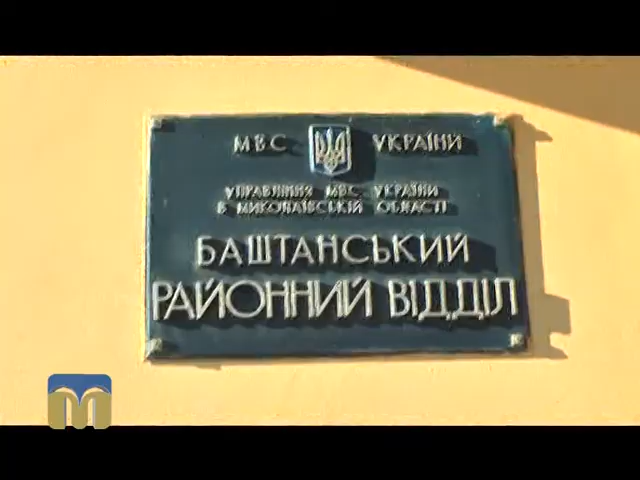 МВС УКРАЇНИ
УПРАВЛІННЯ МВС УКРАЇНИ
В МИКОЛАЇВСЬКІЙ ОБЛАСТІ
БАШТАНСЬКИЙ
РАЙОННИЙ ВІДДІЛ
M